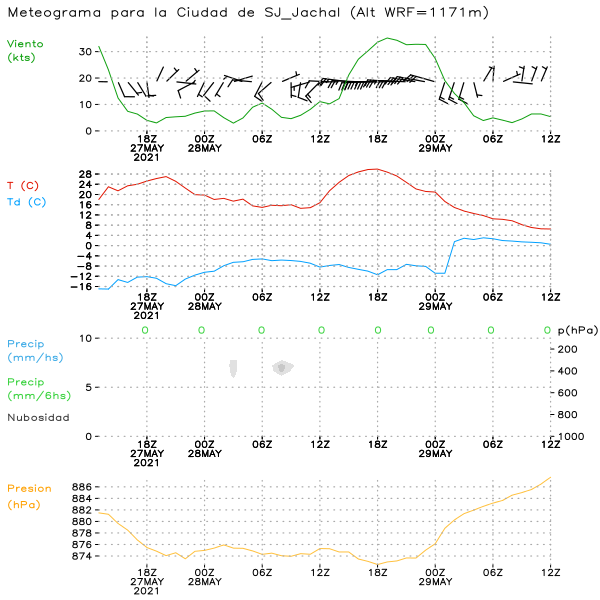 Meteograma para la Ciudad de SJ_Jachal (Alt WRF=1171m)
Viento
(kts)
30
20
10
0
18Z 00Z 06Z 12Z 18Z 00Z 06Z 12Z
27MAY 28MAY 29MAY
2021
T (C)
Td (C)
28
24
20
16
12
8
4
0
-4
-8
-12
-16
18Z 00Z 06Z 12Z 18Z 00Z 06Z 12Z
27MAY 28MAY 29MAY
2021
0 0 0 0 0 0 0 0
p(hPa)
Precip
(mm/hs)
Precip
(mm/6hs)
Nubosidad
10
5
0
200
400
600
800
1000
18Z 00Z 06Z 12Z 18Z 00Z 06Z 12Z
27MAY 28MAY 29MAY
2021
Presion
(hPa)
886
884
882
880
878
876
874
18Z 00Z 06Z 12Z 18Z 00Z 06Z 12Z
27MAY 28MAY 29MAY
2021